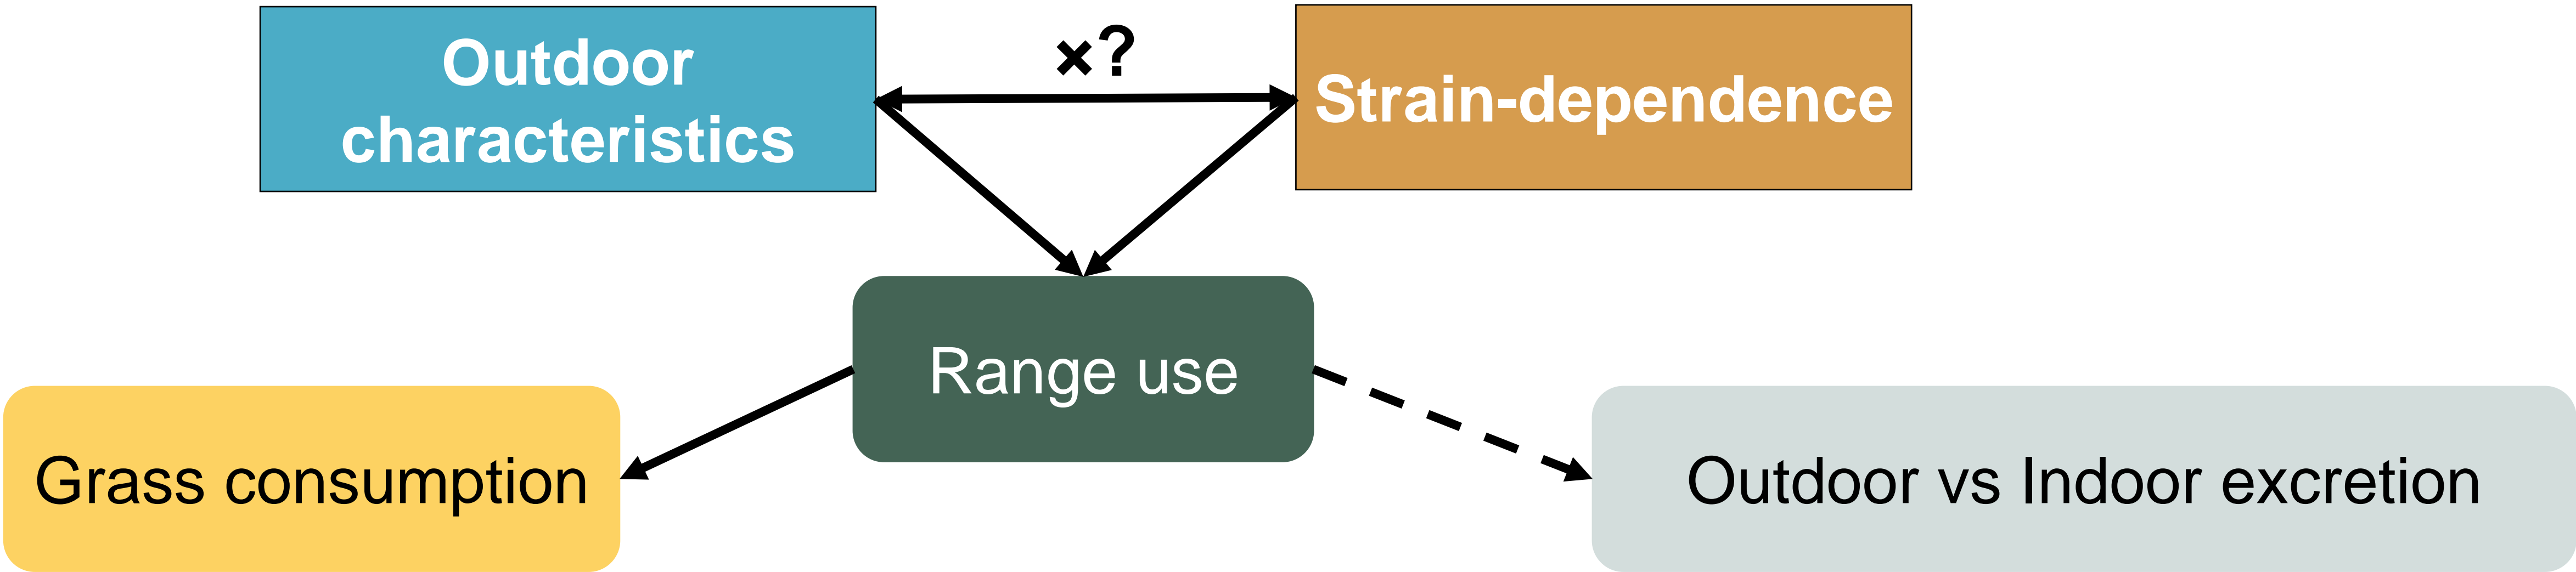 Outdoor
characteristics
×?
Strain-dependence
Range use
Grass consumption
Outdoor vs Indoor excretion